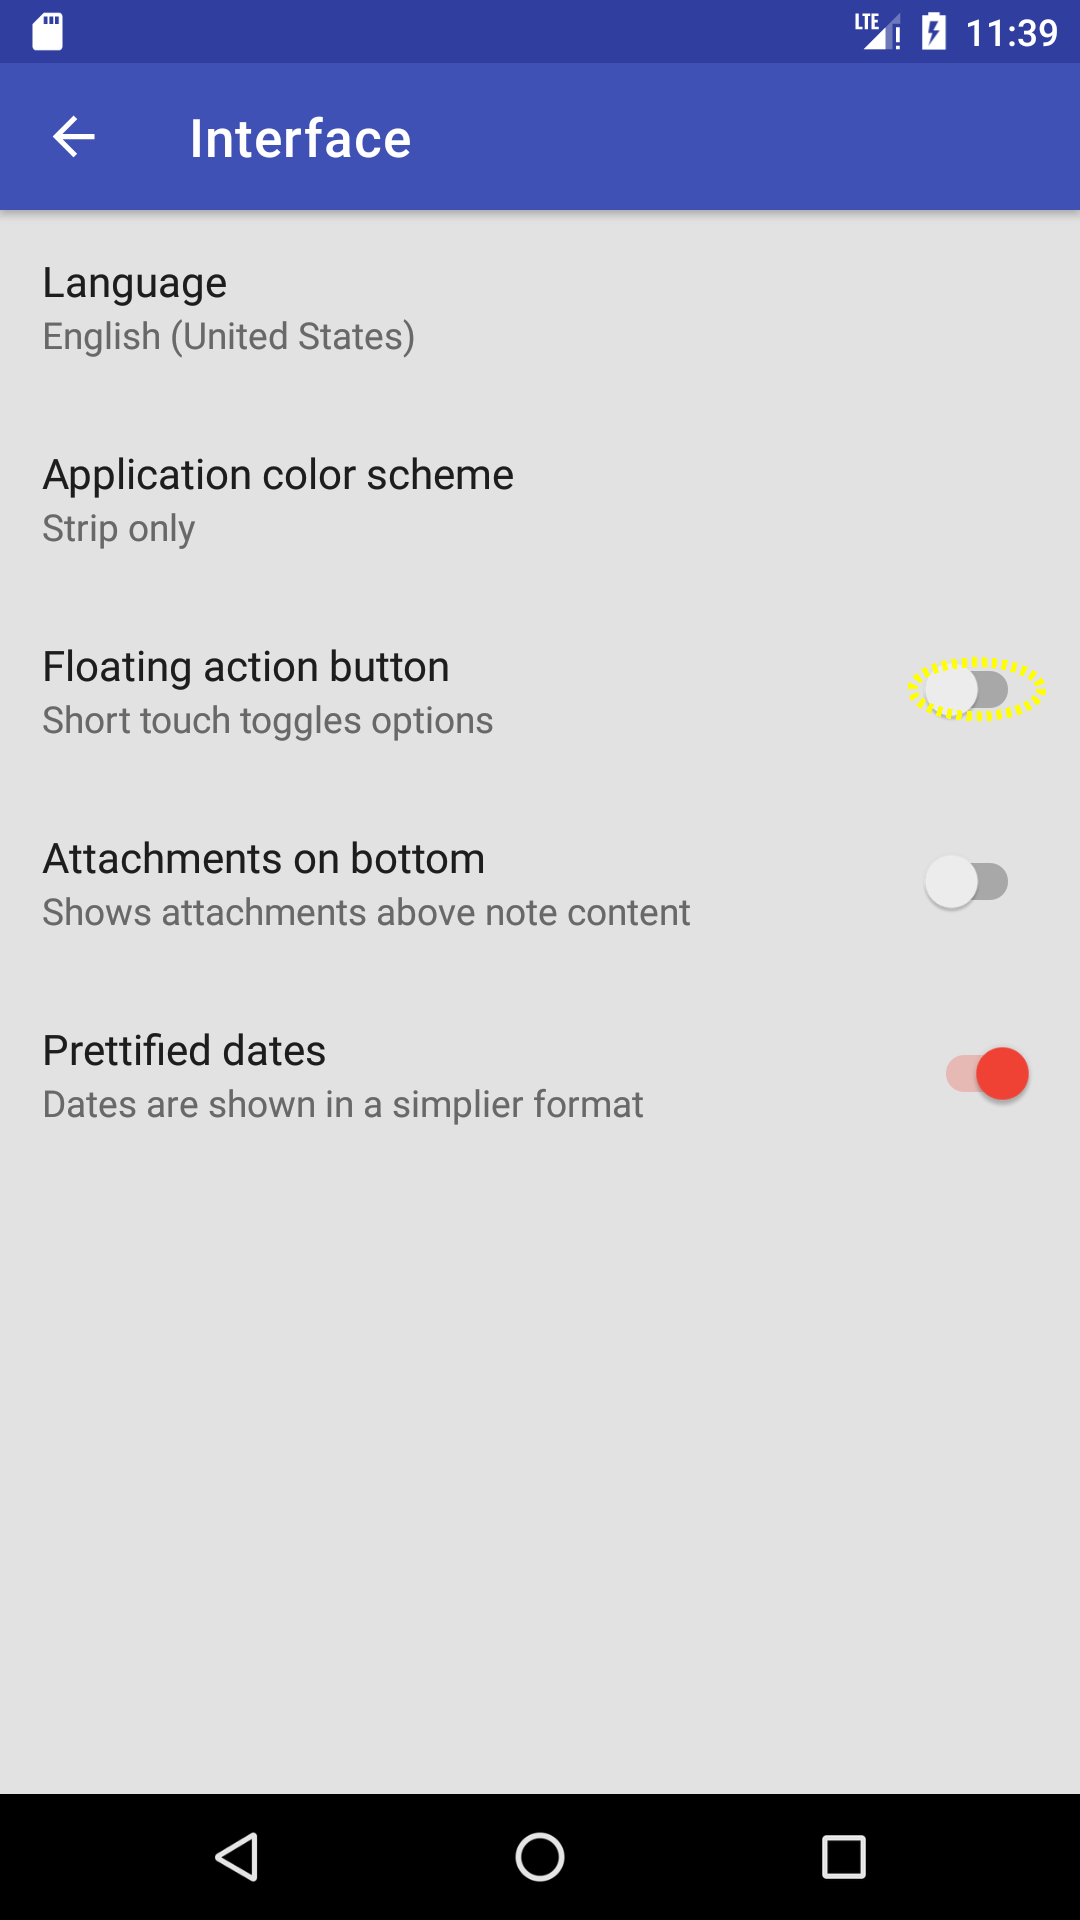 LTE 11:39
Interface
Language
English (United States)
Application color scheme
Strip only
Floating action button
Short touch toggles options
Attachments on bottom
Shows attachments above note content
Prettified dates
Dates are shown in a simplier format